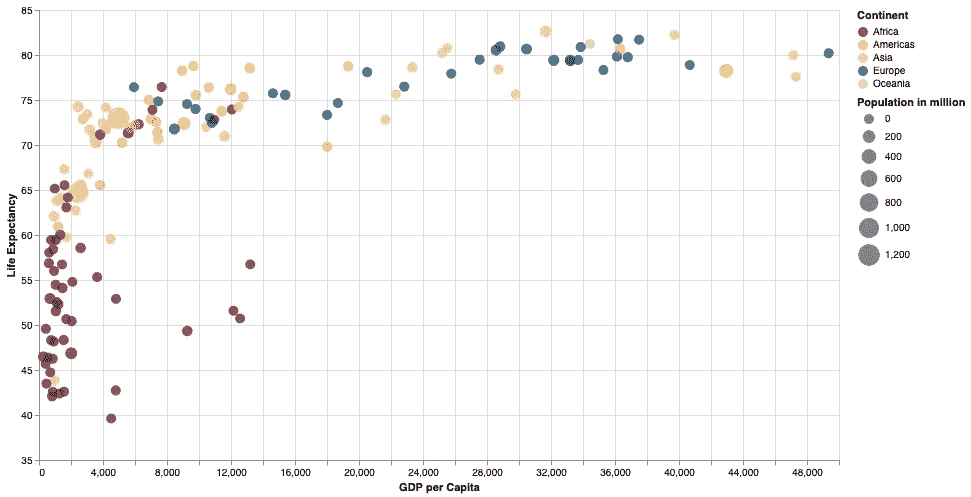 85
80
75
70
65
60
55
50
45
40
35
Life Expectancy
0 4,000 8,000 12,000 16,000 20,000 24,000 28,000 32,000 36,000 40,000 44,000 48,000
GDP per Capita
Continent
Africa
Americas
Asia
Europe
Oceania
Population in million
0
200
400
600
800
1,000
1,200